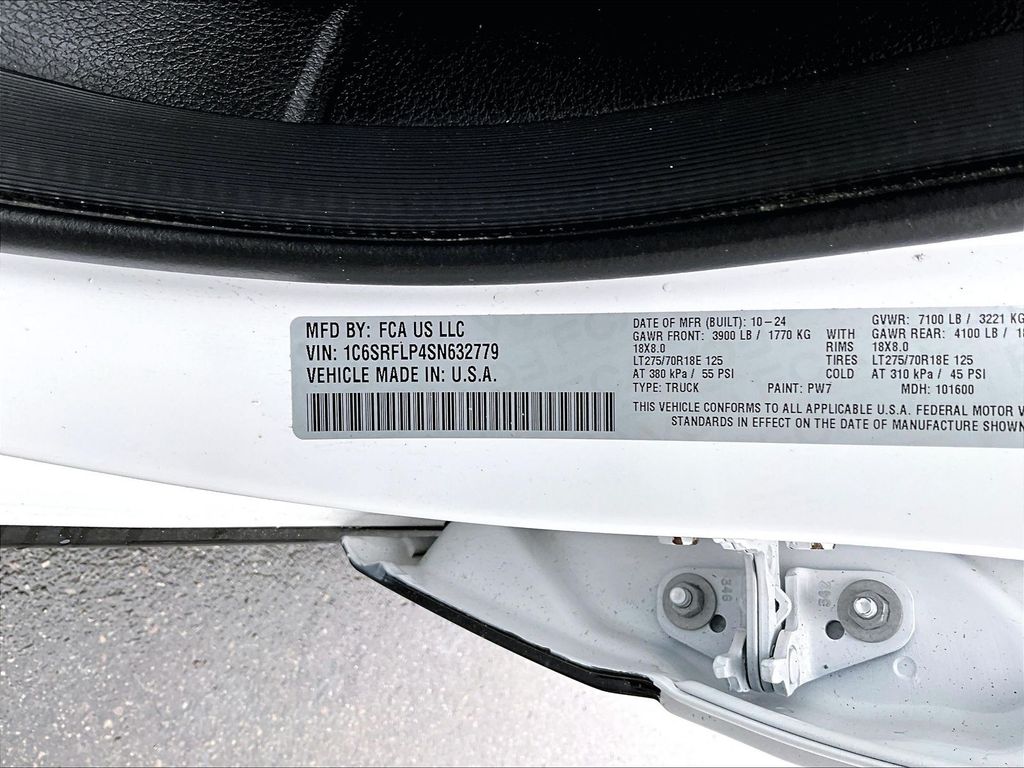 MFD BY: FCA US LLC
VIN: 1C6SRFLP4SN632779
VEHICLE MADE IN: U.S.A.
DATE OF MFR (BUILT): 10-24 GVWR: 7100 LB / 3221 KG
GAWR FRONT: 3900 LB / 1770 KG WITH GAWR REAR: 4100 LB /
18X8.0 RIMS 18X8.0
LT275/70R18E 125 TIRES LT275/70R18E 125
AT 380 kPa / 55 PSI COLD AT 310 kPa / 45 PSI
TYPE: TRUCK PAINT: PW7 MDH: 101600
THIS VEHICLE CONFORMS TO ALL APPLICABLE U.S.A. FEDERAL MOTOR
STANDARDS IN EFFECT ON THE DATE OF MANUFACTURE SHOWN
346